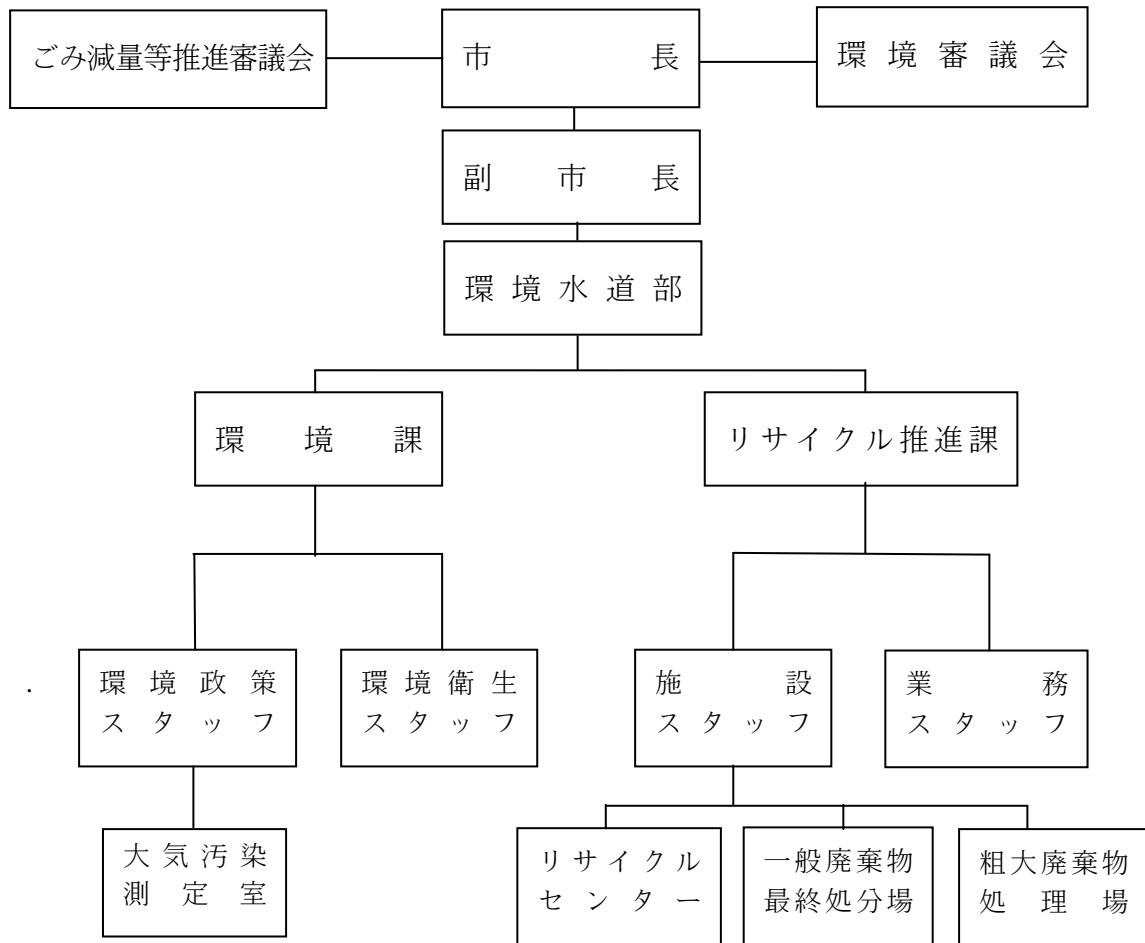 ごみ減量等推進審議会
市長
環境審議会
副市長
環境水道部
環境課
リサイクル推進課
.
環境政策
スタッフ
環境衛生
スタッフ
施設
スタッフ
業務
スタッフ
大気汚染
測定室
リサイクル
センター
一般廃棄物
最終処分場
粗大廃棄物
処理場